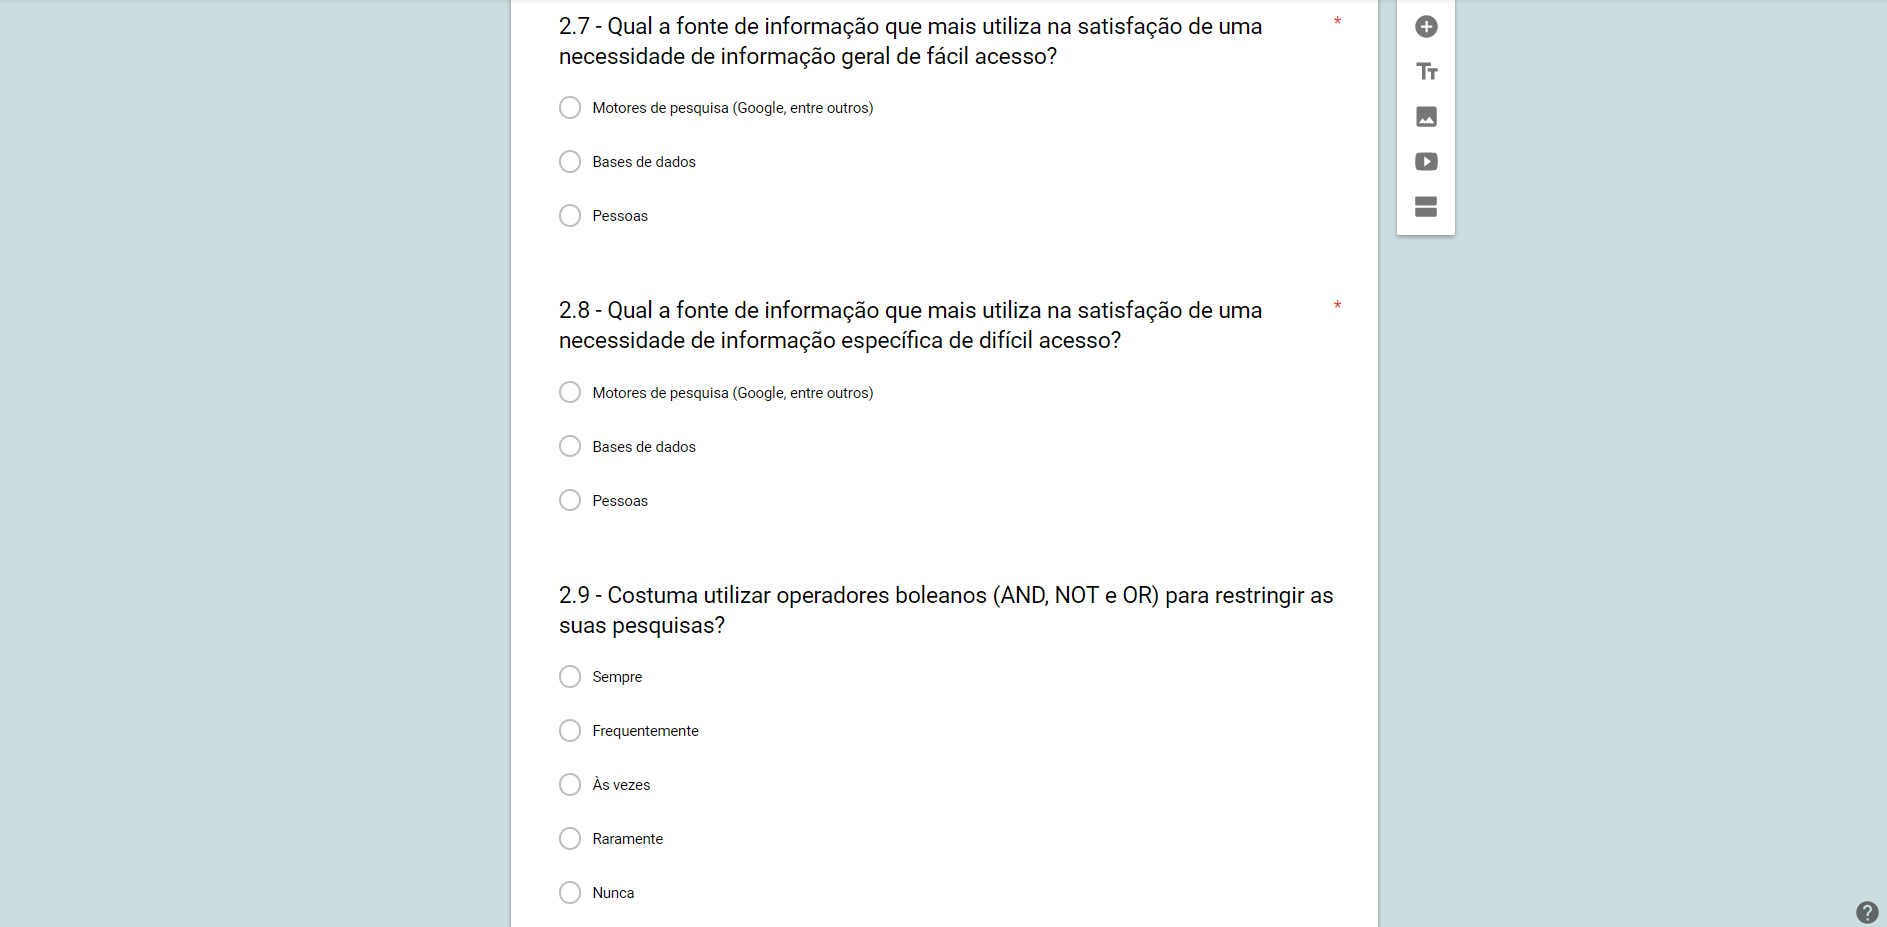 2.7 - Qual a fonte de informação que mais utiliza na satisfação de uma *
necessidade de informação geral de fácil acesso?
Motores de pesquisa (Google, entre outros)
Bases de dados
Pessoas
2.8 - Qual a fonte de informação que mais utiliza na satisfação de uma *
necessidade de informação específica de difícil acesso?
Motores de pesquisa (Google, entre outros)
Bases de dados
Pessoas
2.9 - Costuma utilizar operadores boleanos (AND, NOT e OR) para restringir as
suas pesquisas?
Sempre
Frequentemente
Às vezes
Raramente
Nunca
Tт
?